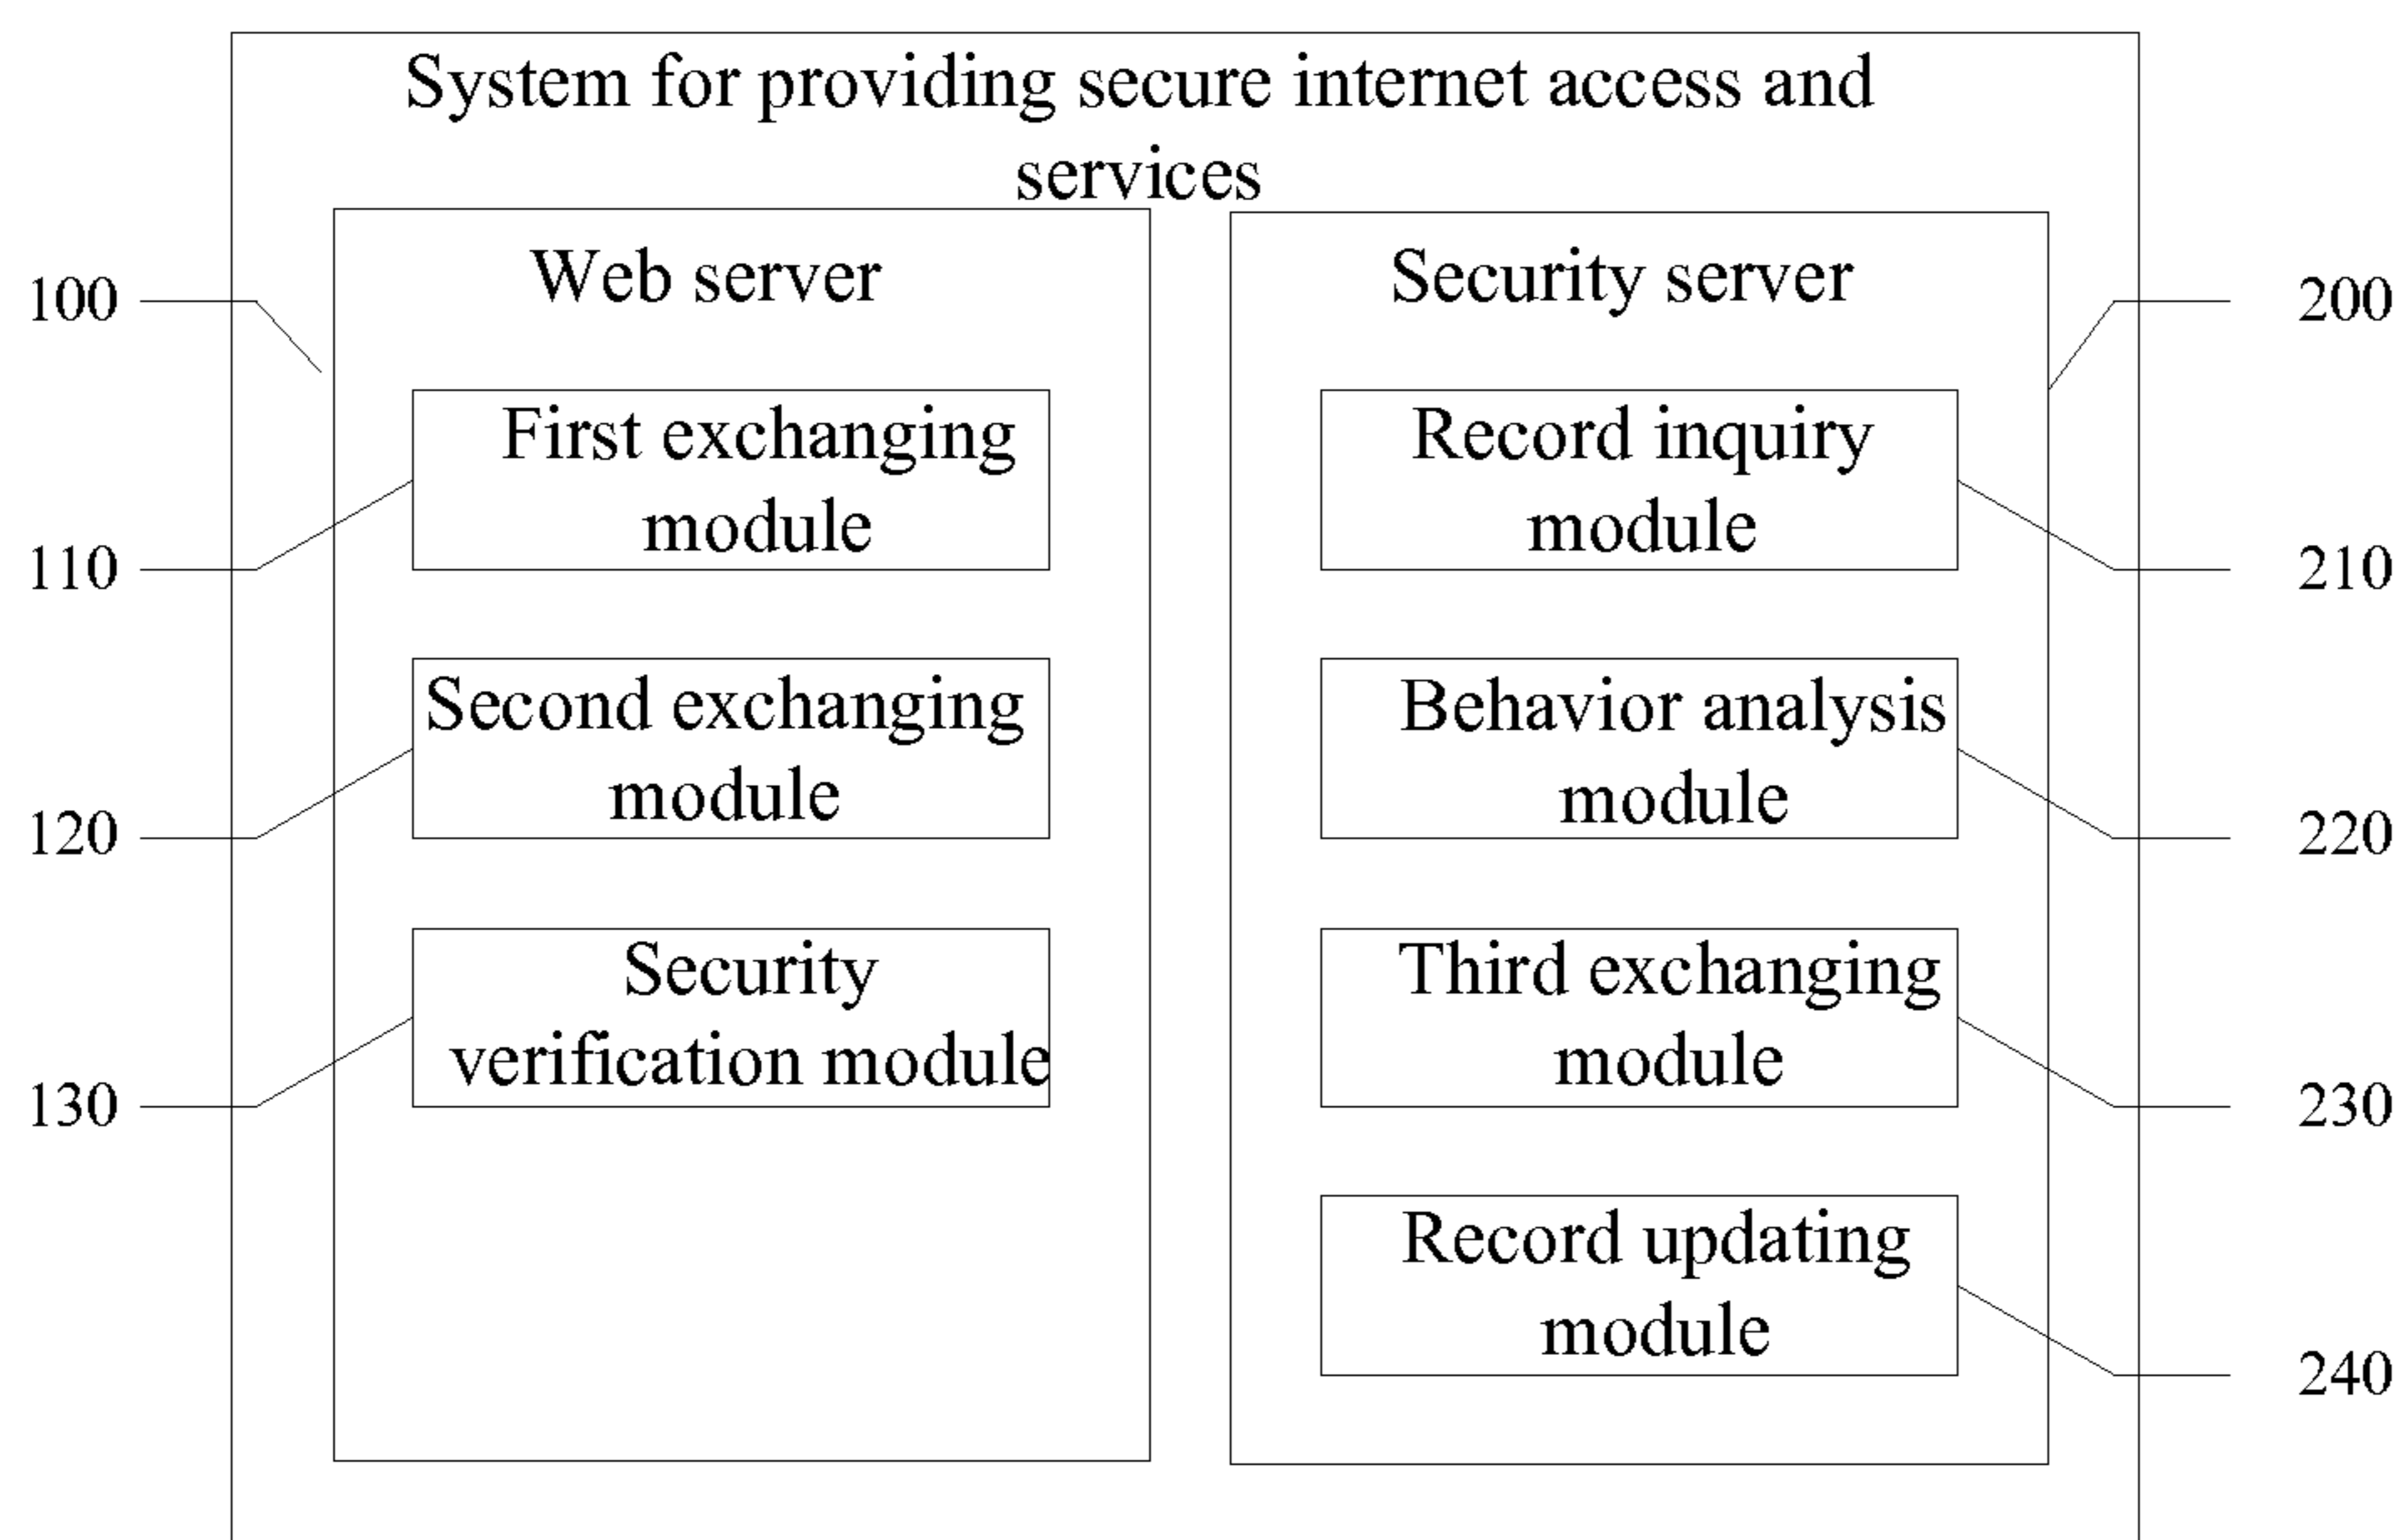 System for providing secure internet access and
services
Web server
Security server
100
200
First exchanging
module
Record inquiry
module
110
210
Second exchanging
module
Behavior analysis
module
120
220
Security
verification module
Third exchanging
module
130
230
Record updating
module
240